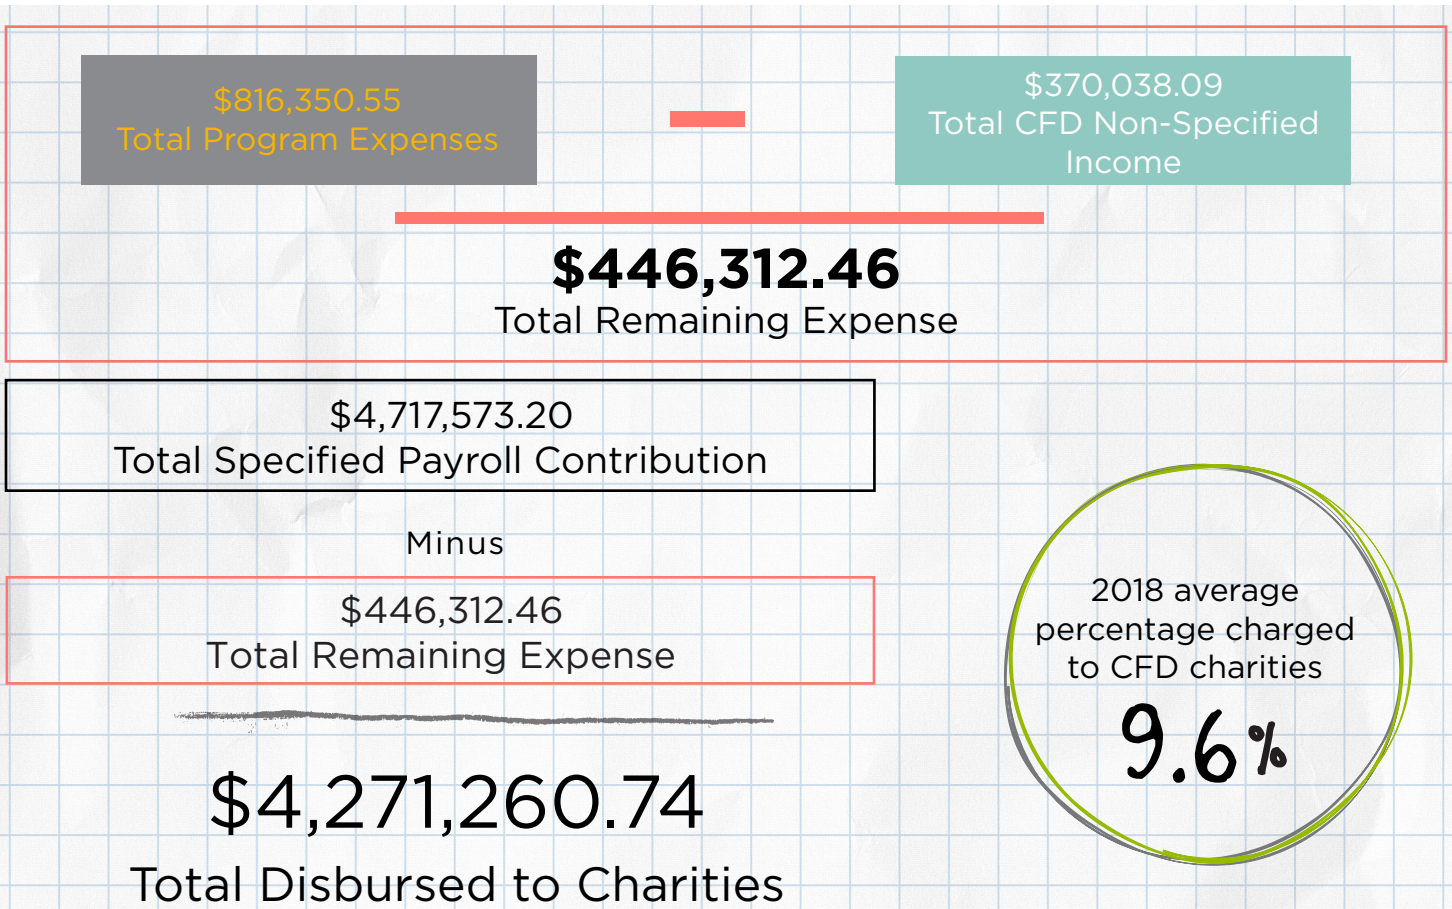 $816,350.55
Total Program Expenses
$370,038.09
Total CFD Non-Specified
Income
$446,312.46
Total Remaining Expense
$4,717,573.20
Total Specified Payroll Contribution
Minus
$446,312.46
Total Remaining Expense
$4,271,260.74
Total Disbursed to Charities
2018 average
percentage charged
to CFD charities
9.6%